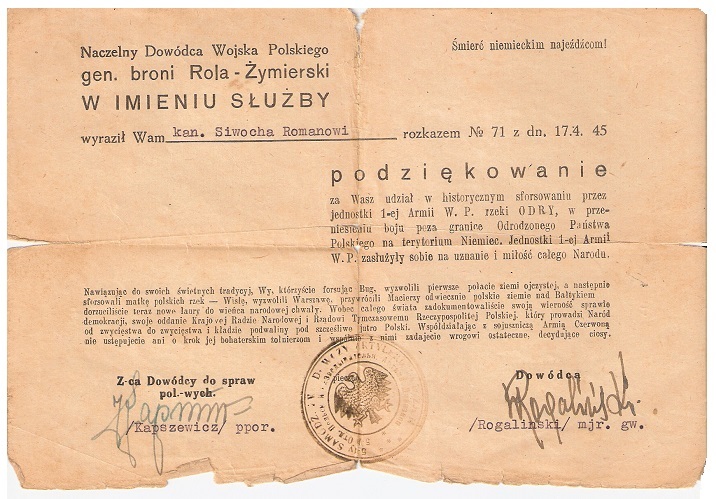 Naczelny Dowódca Wojska Polskiego
gen. broni Rola-Żymierski
W IMIENIU SŁUŻBY
Śmierć niemieckim najeźdźcom!
wyraził Wam kan. Siwocha Romanowi rozkazem № 71 z dn. 17.4. 45
podziękowanie
za Wasz udział w historycznym sforsowaniu przez
jednostki 1-ej Armii W. P. rzeki ODRY, w prze-
niesieniu boju poza granice Odrodzonego Państwa
Polskiego na terytorium Niemiec. Jednostki 1-ej Armii
W. P. zasłużyły sobie na uznanie i miłość całego Narodu.
Nawiązując do swoich świetnych tradycyj, Wy, którzyście forsując Bug, wyzwolili pierwsze połacie ziemi ojczystej, a następnie
sforsowali matkę polskich rzek — Wisłę, wyzwolili Warszawę, przywrócili Macierzy odwiecznie polskie ziemie nad Bałtykiem
dorzuciliście teraz nowe laury do wieńca narodowej chwały. Wobec całego świata zadokumentowaliście swoją wierność sprawie
demokracji, swoje oddanie Krajowej Radzie Narodowej i Rządowi Tymczasowemu Rzeczypospolitej Polskiej, który prowadzi Naród
od zwycięstwa do zwycięstwa i kładzie podwaliny pod szczęśliwe jutro Polski. Współdziałając z sojuszniczą Armią Czerwoną
nie ustępujcie ani o krok jej bohaterskim żołnierzom i wspólnie z nimi zadajecie wrogowi ostateczne, decydujące ciosy.
Z-ca Dowódcy do spraw
pol.-wych.
/Kapszewicz/ ppor.
Dowódca
Rogaliński
/Rogaliński/ mjr. gw.